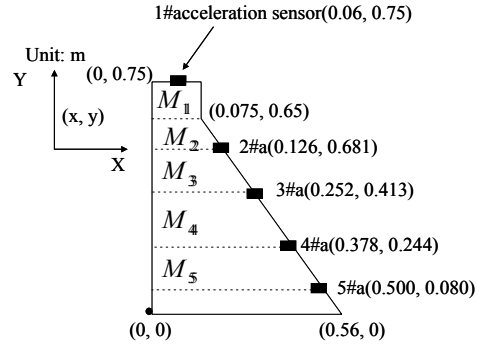 1#acceleration sensor(0.06, 0.75)
Unit: m
Y
(0, 0.75)
(x, y)
X
M1
(0.075, 0.65)
M2
2#a(0.126, 0.681)
M3
3#a(0.252, 0.413)
M4
4#a(0.378, 0.244)
M5
5#a(0.500, 0.080)
(0, 0)
(0.56, 0)